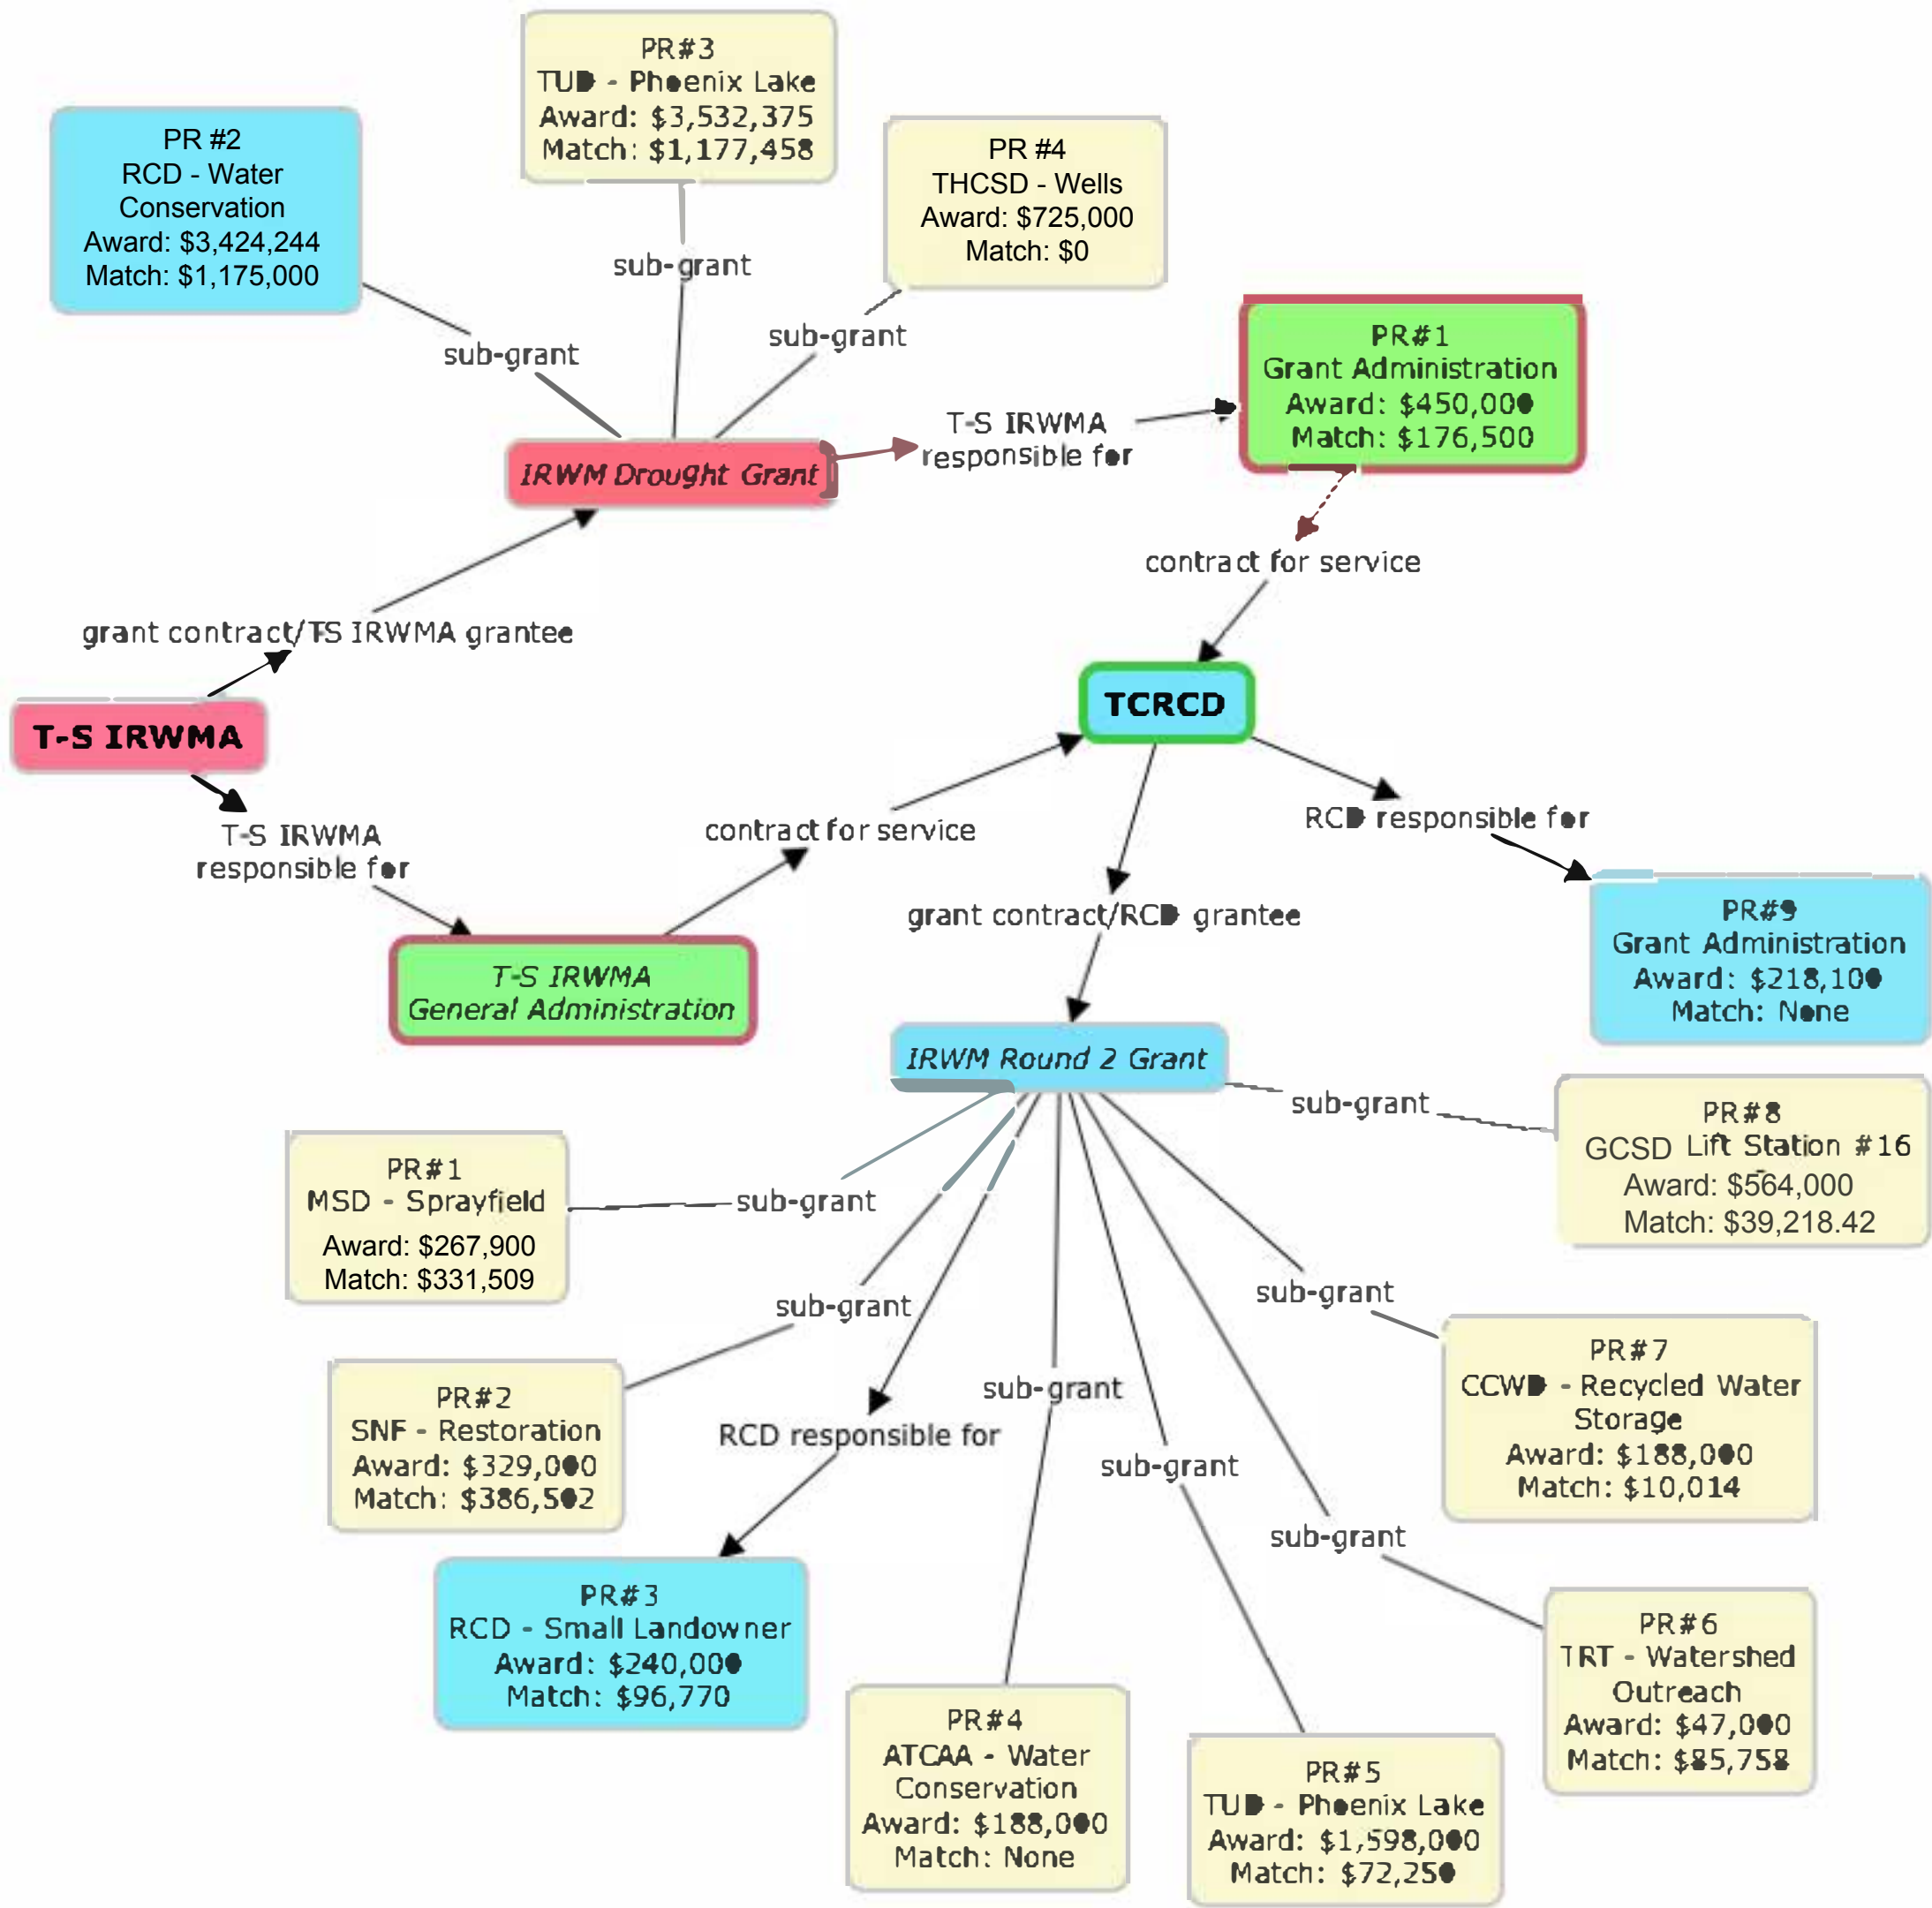 PR#3
TUD - Phoenix Lake
Award: $3,532,375
Match: $1,177,458
PR #2
RCD - Water
Conservation
Award: $3,424,244
Match: $1,175,000
PR #4
THCSD - Wells
Award: $725,000
Match: $0
sub-grant
sub-grant
sub-grant
PR#1
Grant Administration
Award: $450,000
Match: $176,500
T-S IRWMA
responsible for
IRWM Drought Grant
contract for service
grant contract/TS IRWMA grantee
TCRCD
T-S IRWMA
T-S IRWMA
responsible for
contract for service
RCD responsible for
grant contract/RCD grantee
PR#9
Grant Administration
Award: $218,100
Match: None
T-S IRWMA
General Administration
IRWM Round 2 Grant
sub-grant
PR#8
GCSD Lift Station #16
Award: $564,000
Match: $39,218.42
PR#1
MSD - Sprayfield
Award: $267,900
Match: $331,509
sub-grant
sub-grant
sub-grant
PR#7
CCWD - Recycled Water
Storage
Award: $188,000
Match: $10,014
PR#2
SNF - Restoration
Award: $329,000
Match: $386,502
sub-grant
RCD responsible for
sub-grant
sub-grant
PR#3
RCD - Small Landowner
Award: $240,000
Match: $96,770
PR#6
TRT - Watershed
Outreach
Award: $47,000
Match: $85,758
PR#4
ATCAA - Water
Conservation
Award: $188,000
Match: None
PR#5
TUD - Phoenix Lake
Award: $1,598,000
Match: $72,250